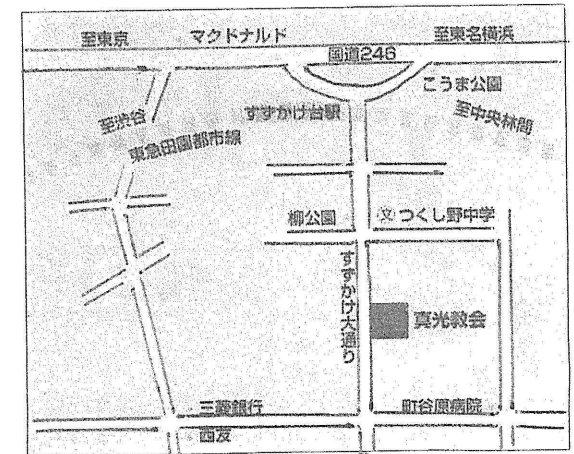 至東京
マクドナルド
至東名横浜
国道246
こうま公園
至渋谷
すずかけ台駅
至中央林間
東急田園都市線
柳公園
文 つくし野中学
すずかけ大通り
真光教会
三菱銀行
町谷原病院
西友